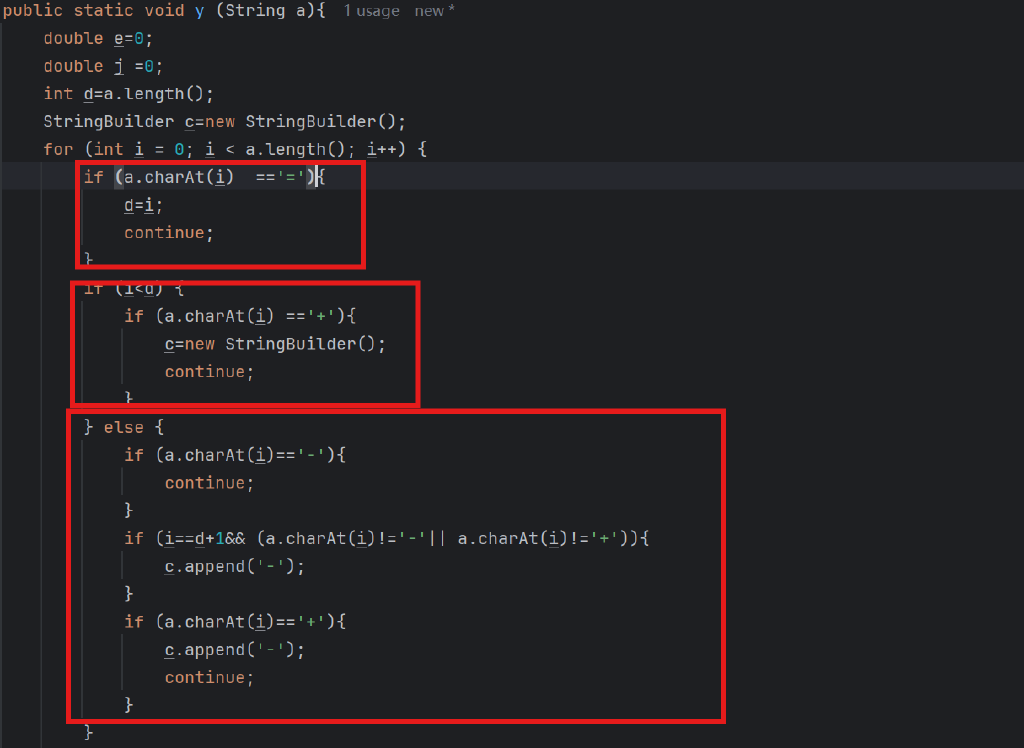 public static void y (String a){ 1 usage new *
double e=0;
double j =0;
int d=a.length();
StringBuilder c=new StringBuilder();
for (int i = 0; i < a.length(); i++) {
if (a.charAt(i)  =='='){
d=i;
continue;
}
if (i<d) {
if (a.charAt(i) =='+'){
c=new StringBuilder();
continue;
}
} else {
if (a.charAt(i)=='-'){
continue;
}
if (i==d+1&& (a.charAt(i)!='-'|| a.charAt(i)!='+')){
c.append('-');
}
if (a.charAt(i)=='+'){
c.append('-');
continue;
}
}